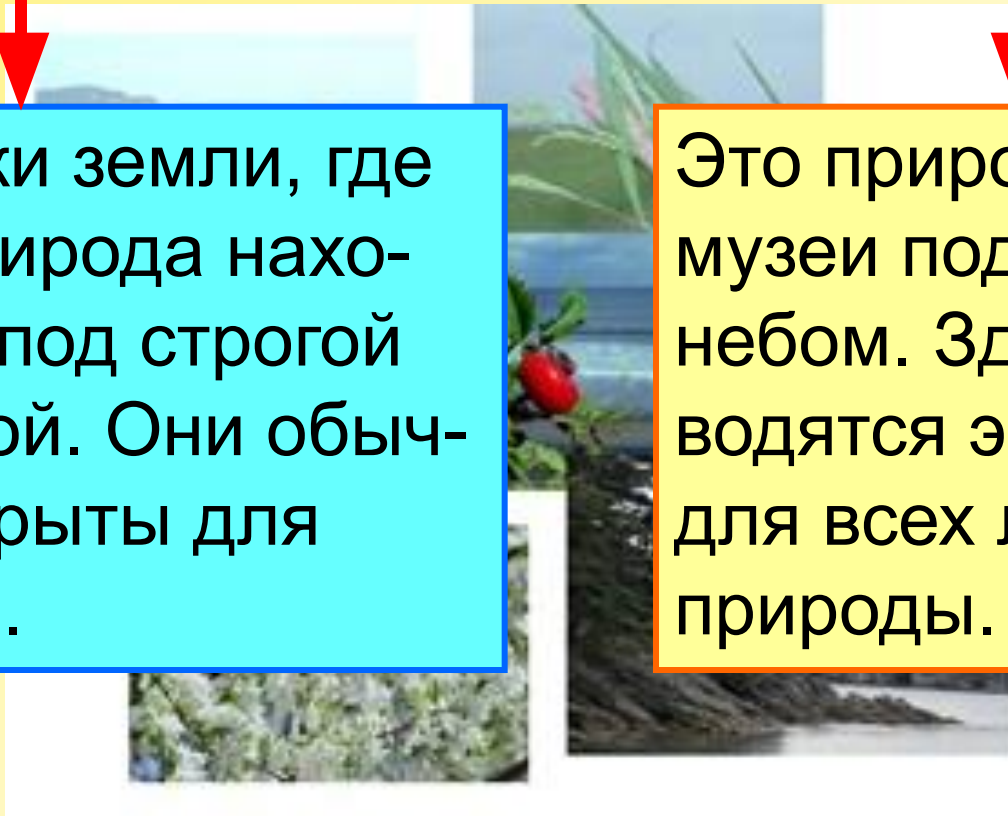 ки земли, где
ирода нахо-
под строгой
ой. Они обыч-
рыты для
.
Это приро
музеи под
небом. Зд
водятся э
для всех л
природы.